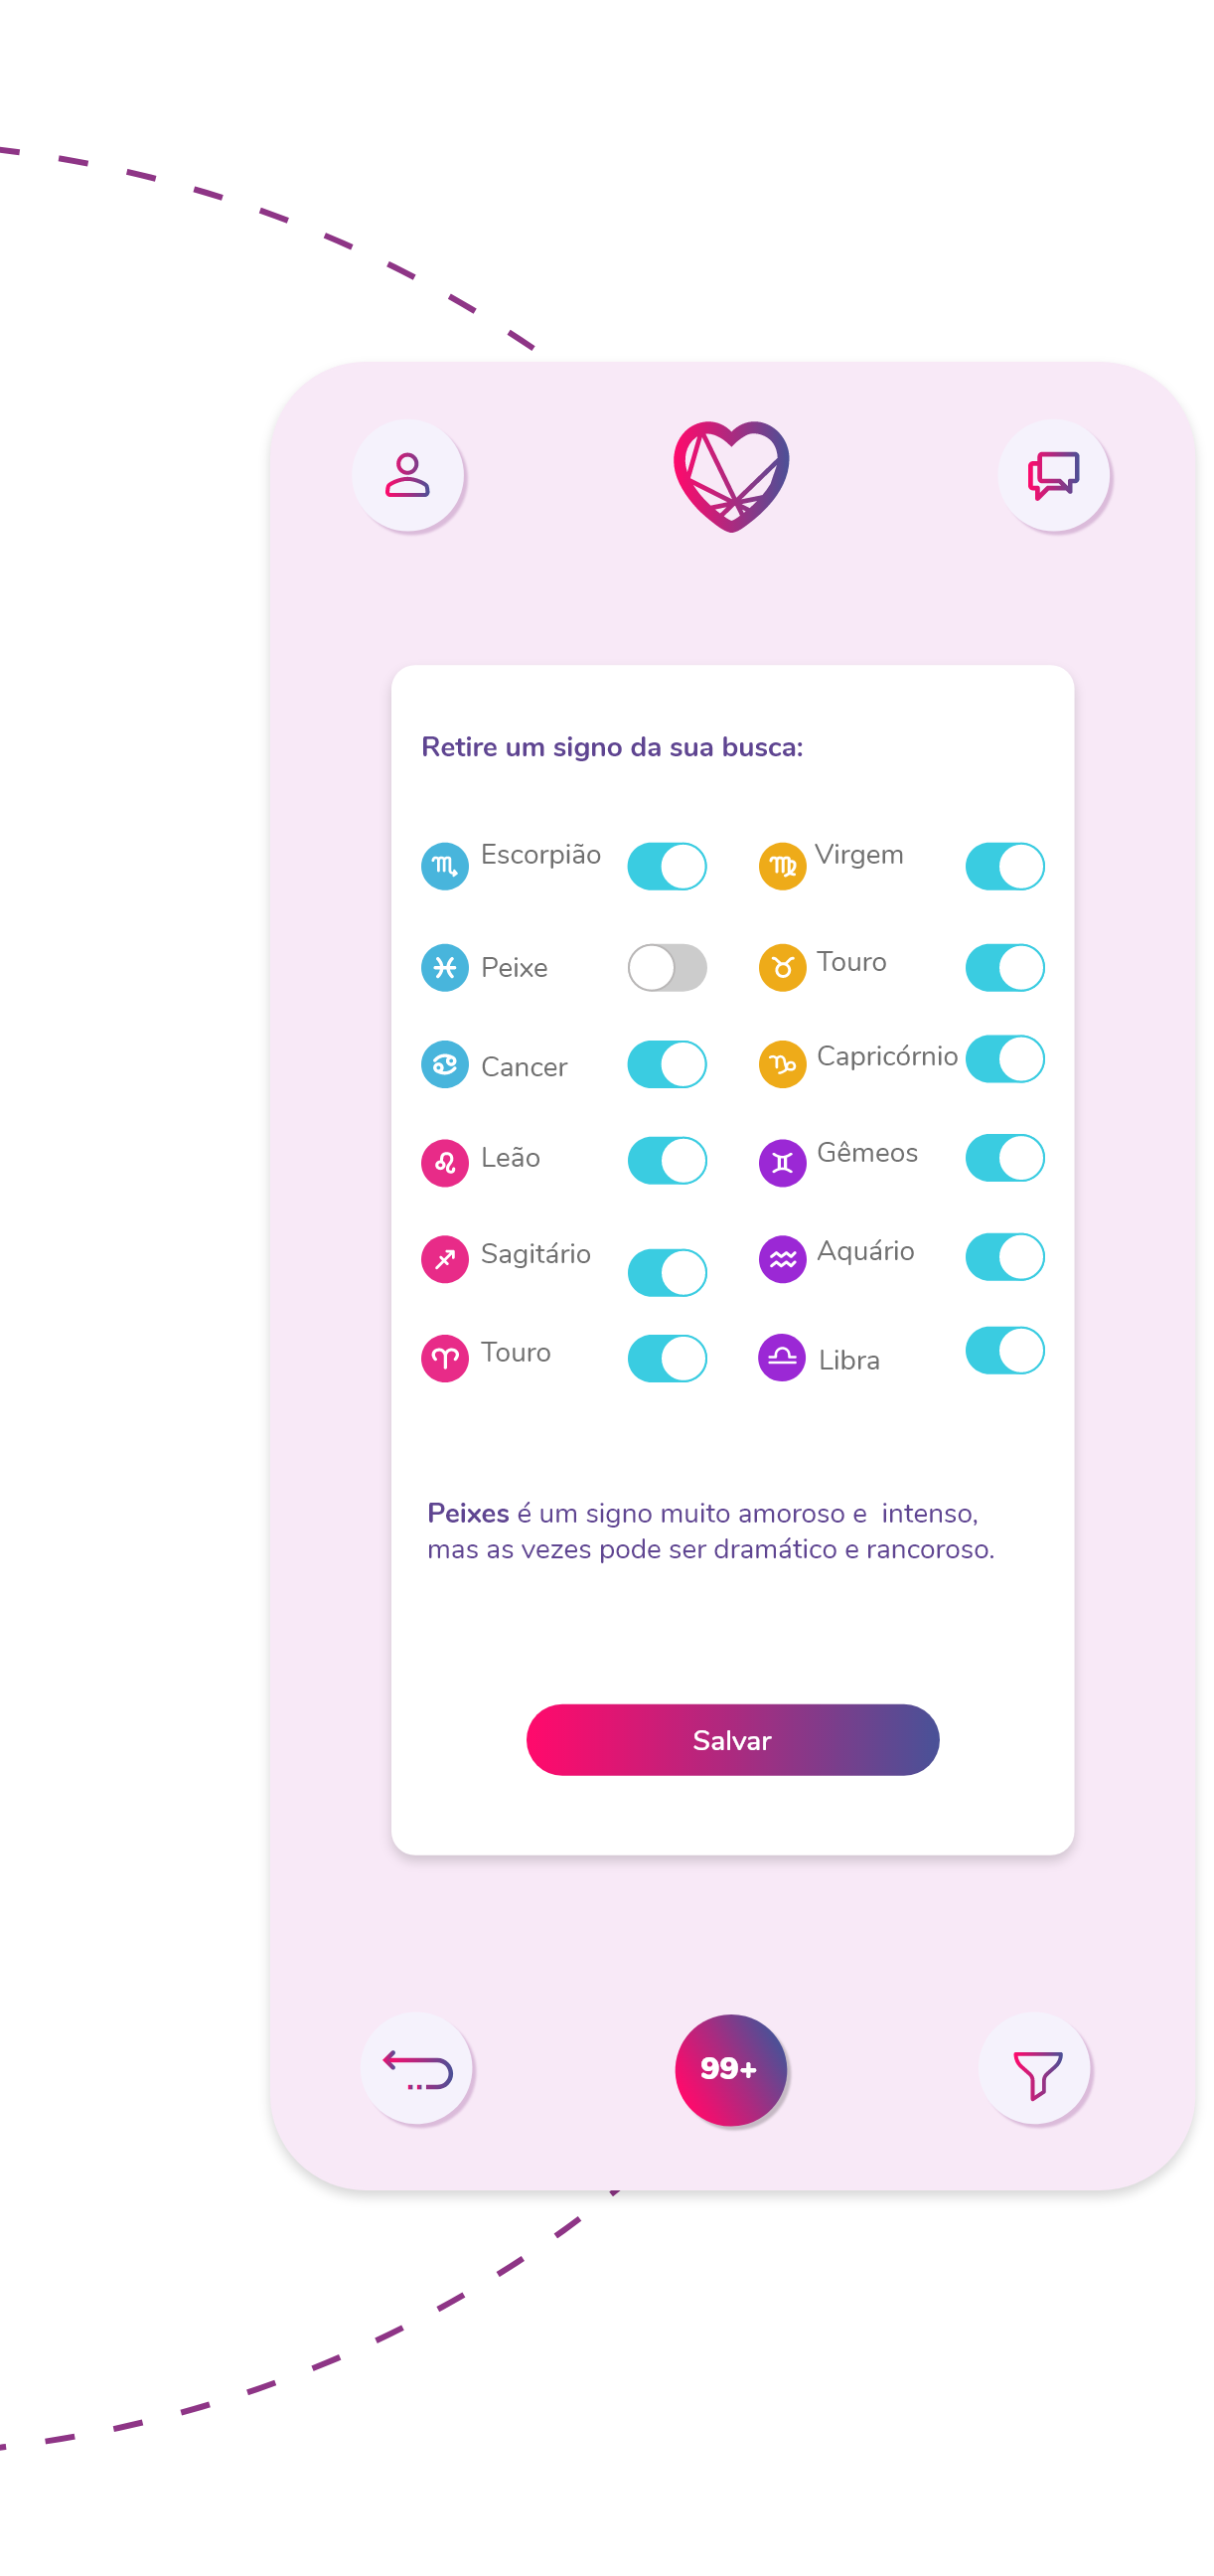 Retire um signo da sua busca:
Escorpião
Virgem
Peixe
Touro
Cancer
Capricórnio
Leão
Gêmeos
Sagitário
Aquário
Touro
Libra
Peixes é um signo muito amoroso e  intenso,
mas as vezes pode ser dramático e rancoroso.
Salvar
99+